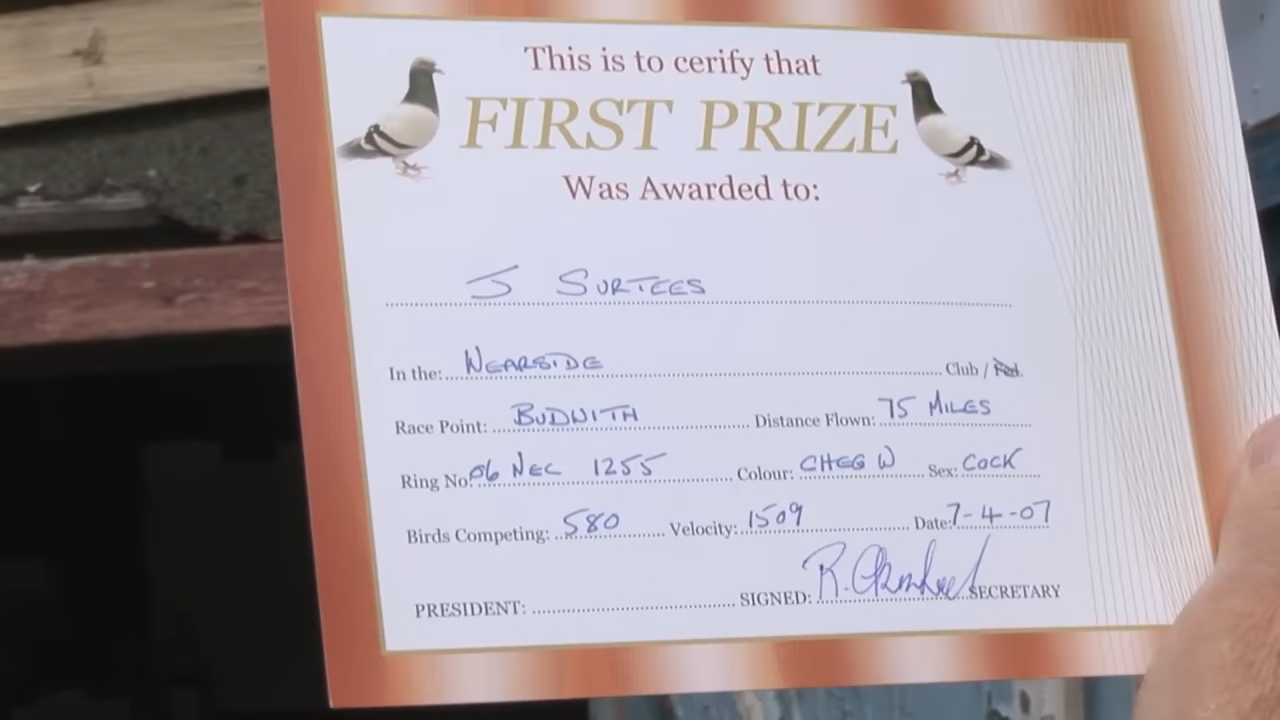 This is to cerify that
FIRST PRIZE
Was Awarded to:
J SURTEES
In the: WEARSIDE Club / Fed.
Race Point: BUDWITH Distance Flown: 75 MILES
Ring No: 06 NEC 1255 Colour: CHEQ W Sex: COCK
Birds Competing: 580 Velocity: 1509 Date: 7-4-07
PRESIDENT: SIGNED: R. SECRETARY